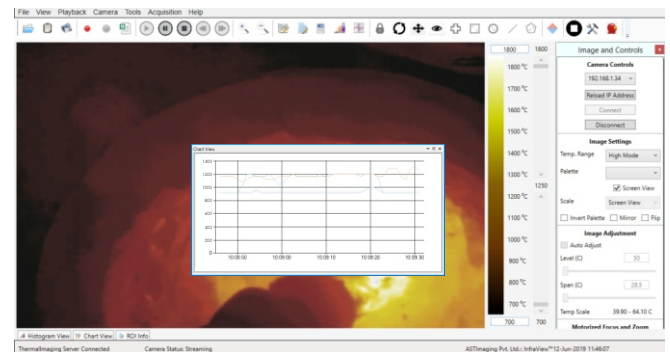 File View Playback Camera Tools Acquisition Help
1800 1800
1800 °C
1700 °C
1600 °C
1500 °C
1400 °C
1300 °C
1250
1200 °C
1100 °C
1000 °C
900 °C
800 °C
700 °C
700 700
Chart View
1400
1200
1000
800
600
400
200
0
10:08:50 10:09:00 10:09:10 10:09:20 10:09:30
Image and Controls
Camera Controls
192.168.1.34
Reload IP Address
Connect
Disconnect
Image Settings
Temp. Range High Mode
Palette
Screen View
Scale Screen View
Invert Palette Mirror Flip
Image Adjustment
Auto Adjust
Level (C) 50
Span (C) 28.5
Temp Scale 39.90 - 64.10 C
Motorized Focus and Zoom
Histogram View Chart View ROI Info
ThermalImaging Server Connected Camera Status: Streaming ASTImaging Pvt. Ltd.: InfraView™ 12-Jun-2019 11:46:07